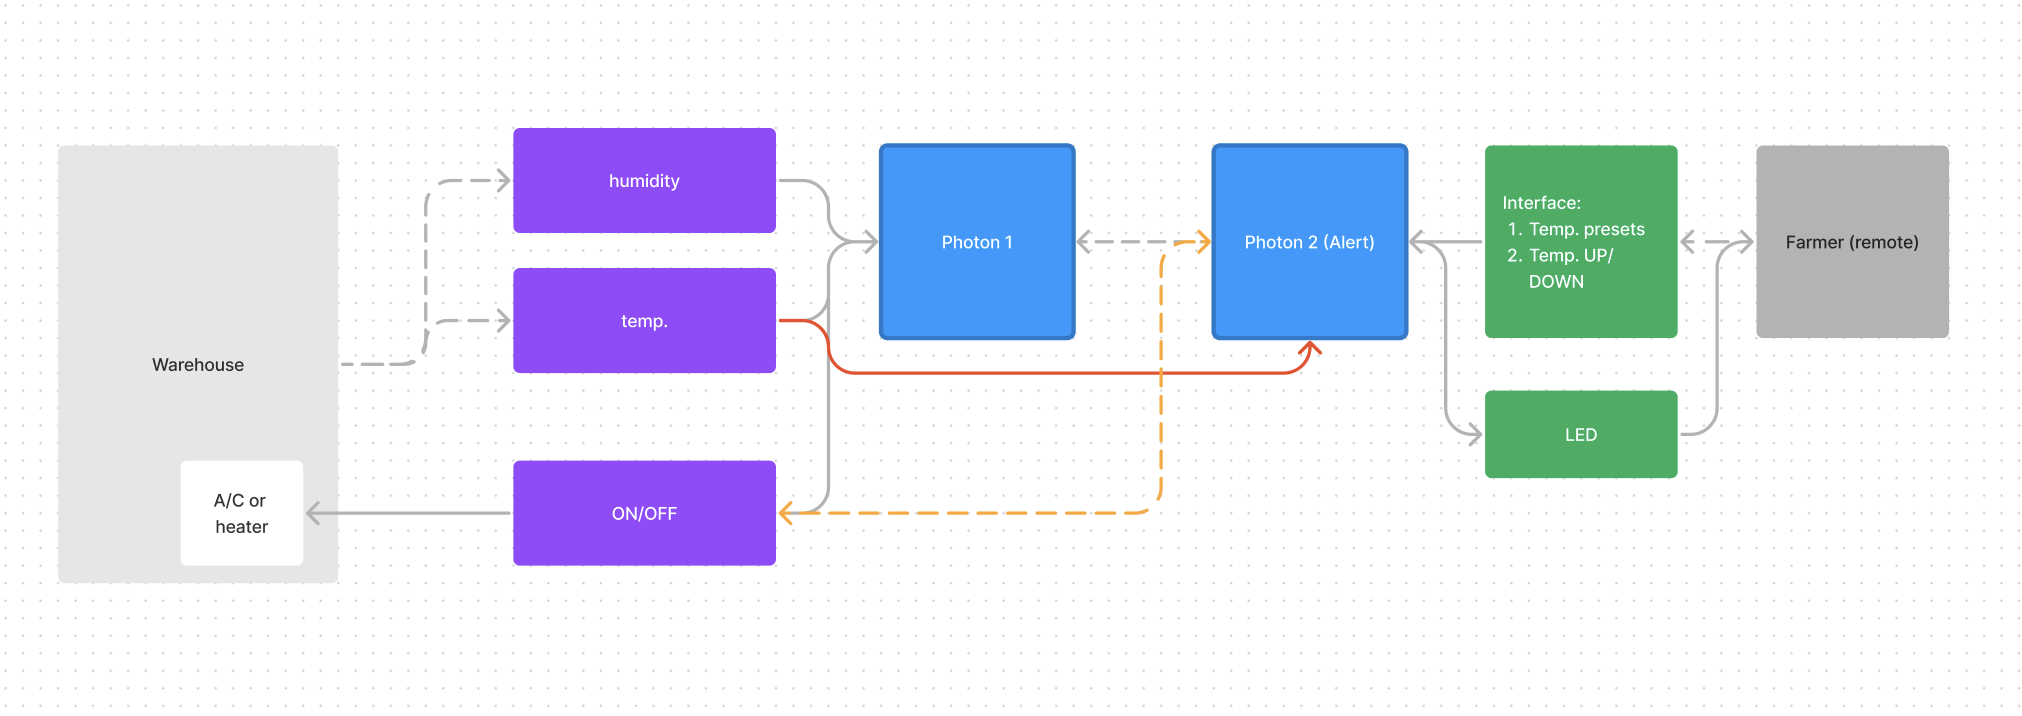 Warehouse
A/C or
heater
humidity
temp.
ON/OFF
Photon 1
Photon 2 (Alert)
Interface:
1. Temp. presets
2. Temp. UP/
DOWN
LED
Farmer (remote)